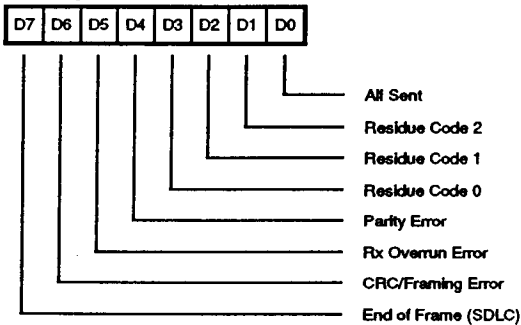 D7 D6 D5 D4 D3 D2 D1 D0
All Sent
Residue Code 2
Residue Code 1
Residue Code 0
Parity Error
Rx Overrun Error
CRC/Framing Error
End of Frame (SDLC)